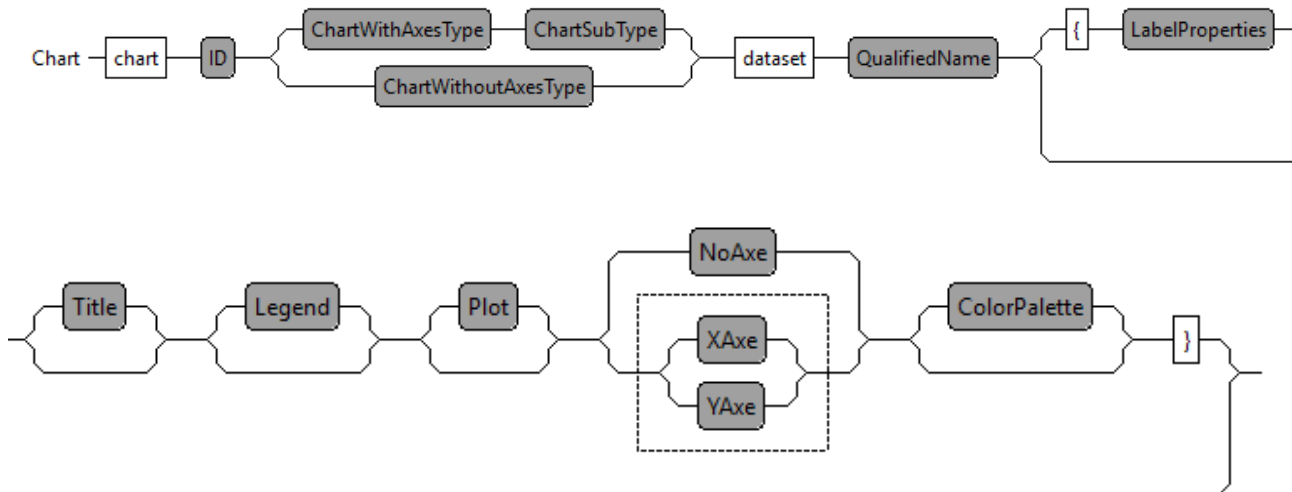 ChartWithAxesType ChartSubType { LabelProperties
Chart chart ID dataset QualifiedName
ChartWithoutAxesType
NoAxe
Title Legend Plot ColorPalette
XAxe }
YAxe